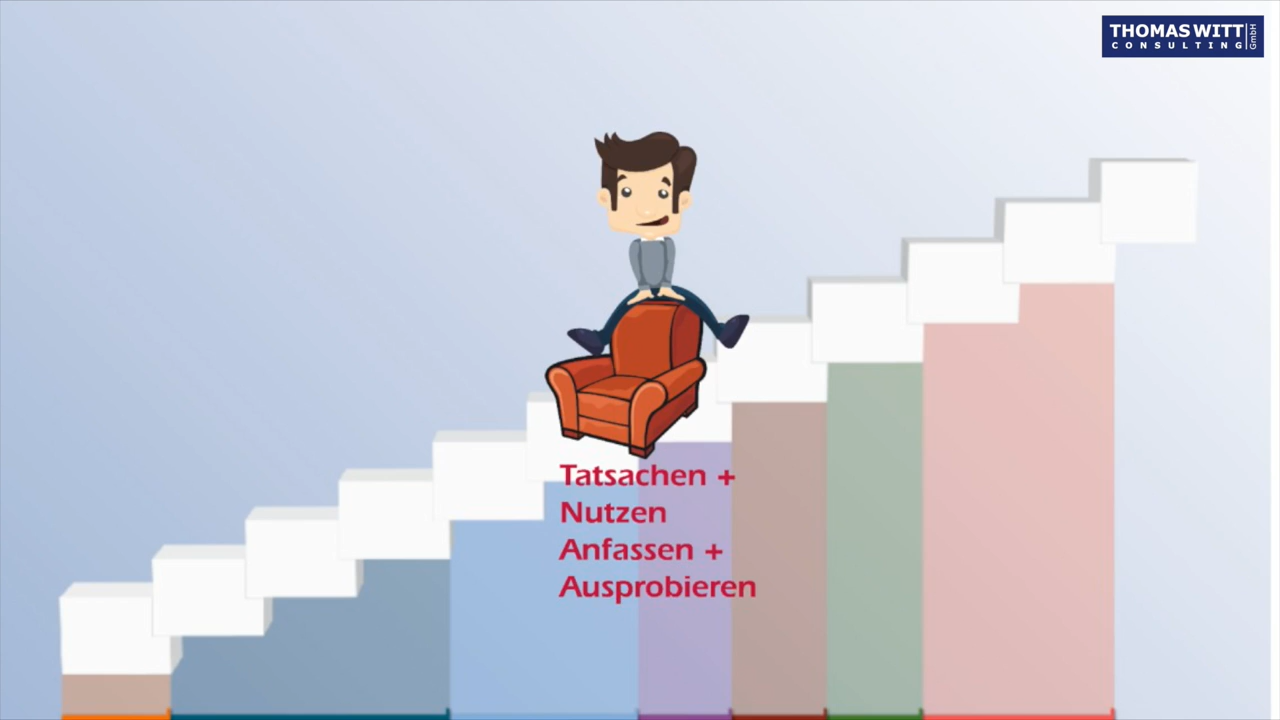 THOMAS WITT
CONSULTING
GmbH
Tatsachen +
Nutzen
Anfassen +
Ausprobieren